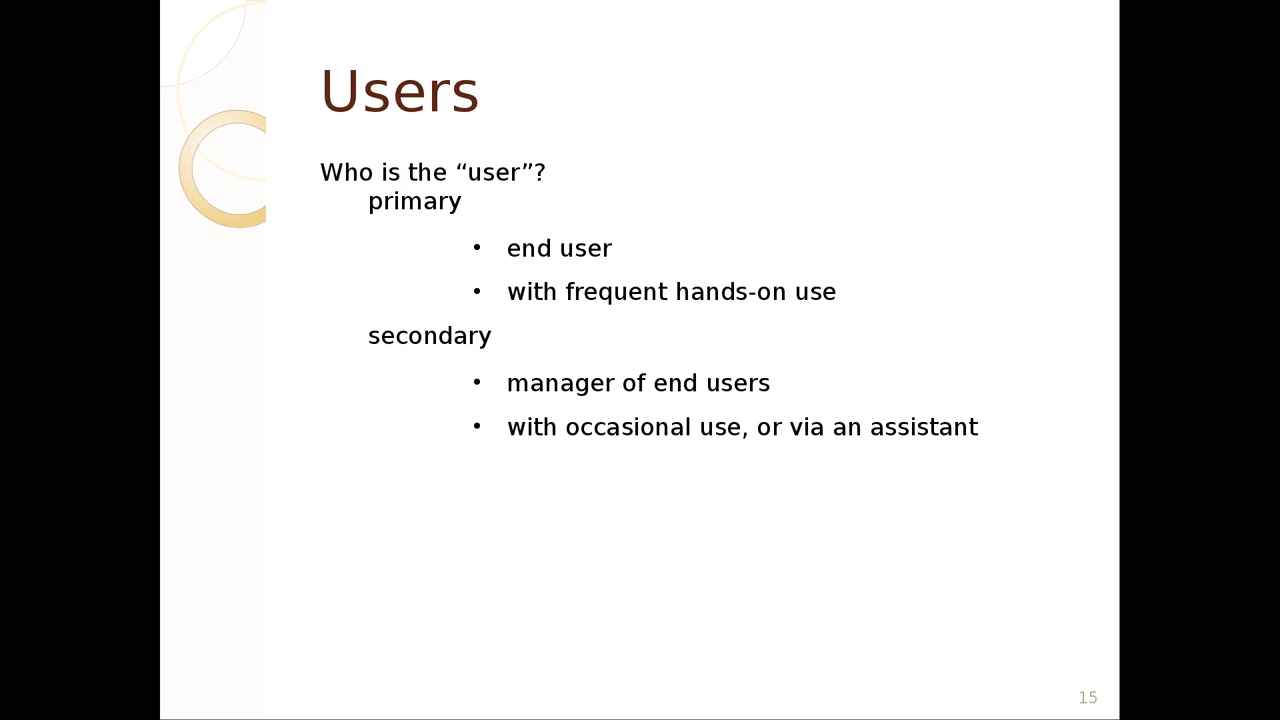 Users
Who is the “user”?
primary
• end user
• with frequent hands-on use
secondary
• manager of end users
• with occasional use, or via an assistant
15